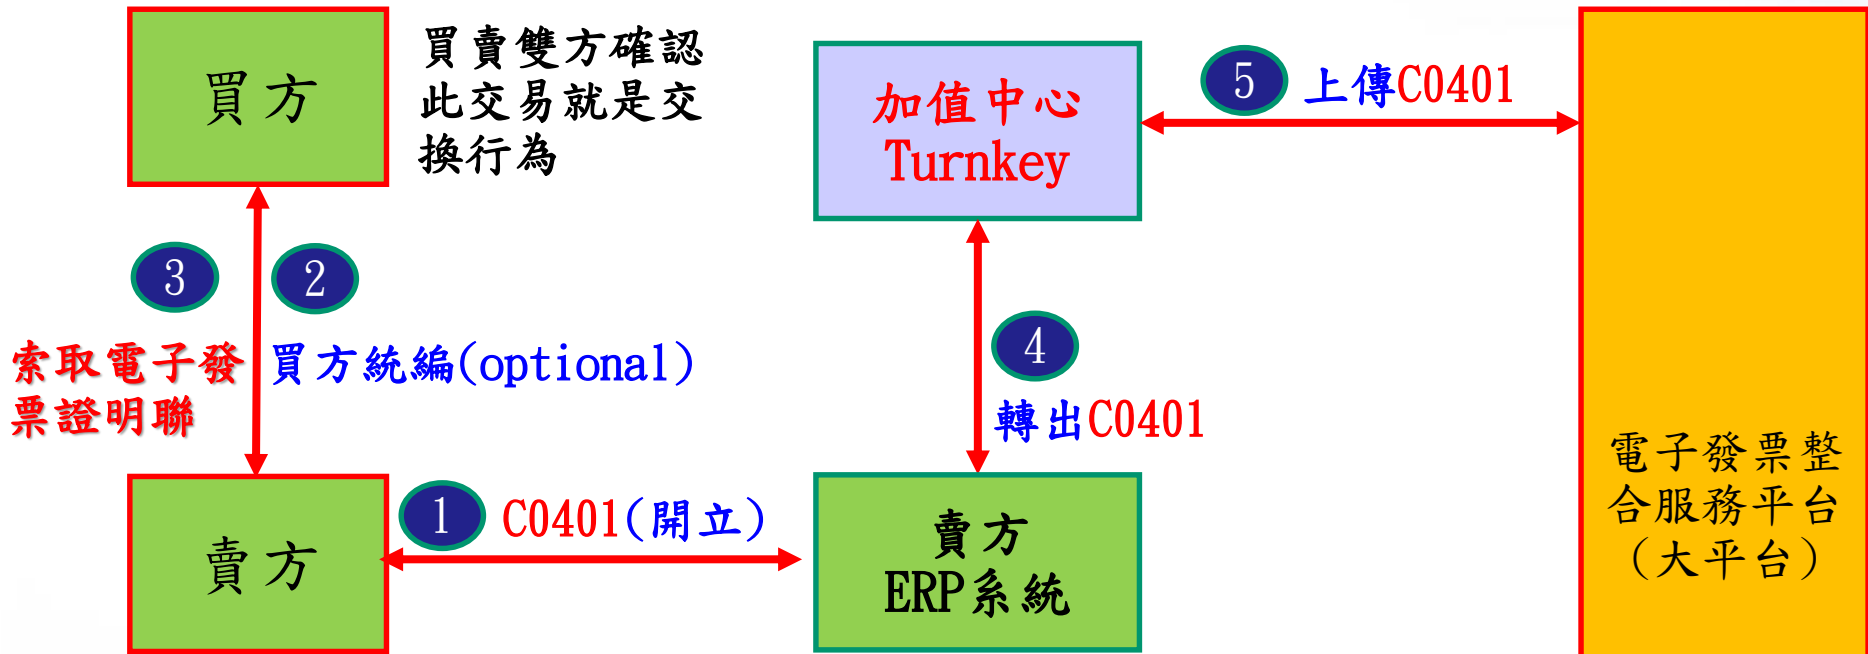 買方
買賣雙方確認
此交易就是交
換行為
加值中心
Turnkey
5
上傳C0401
3
2
索取電子發
票證明聯
買方統編(optional)
4
轉出C0401
賣方
1
C0401(開立)
賣方
ERP系統
電子發票整
合服務平台
(大平台)